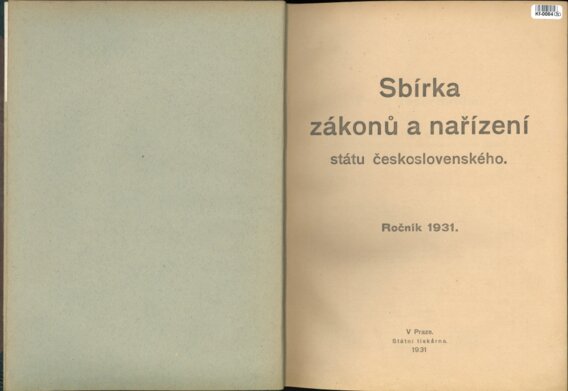 Sbírka
zákonů a nařízení
státu československého.
Ročník 1931.
V Praze.
Státní tiskárna.
1931